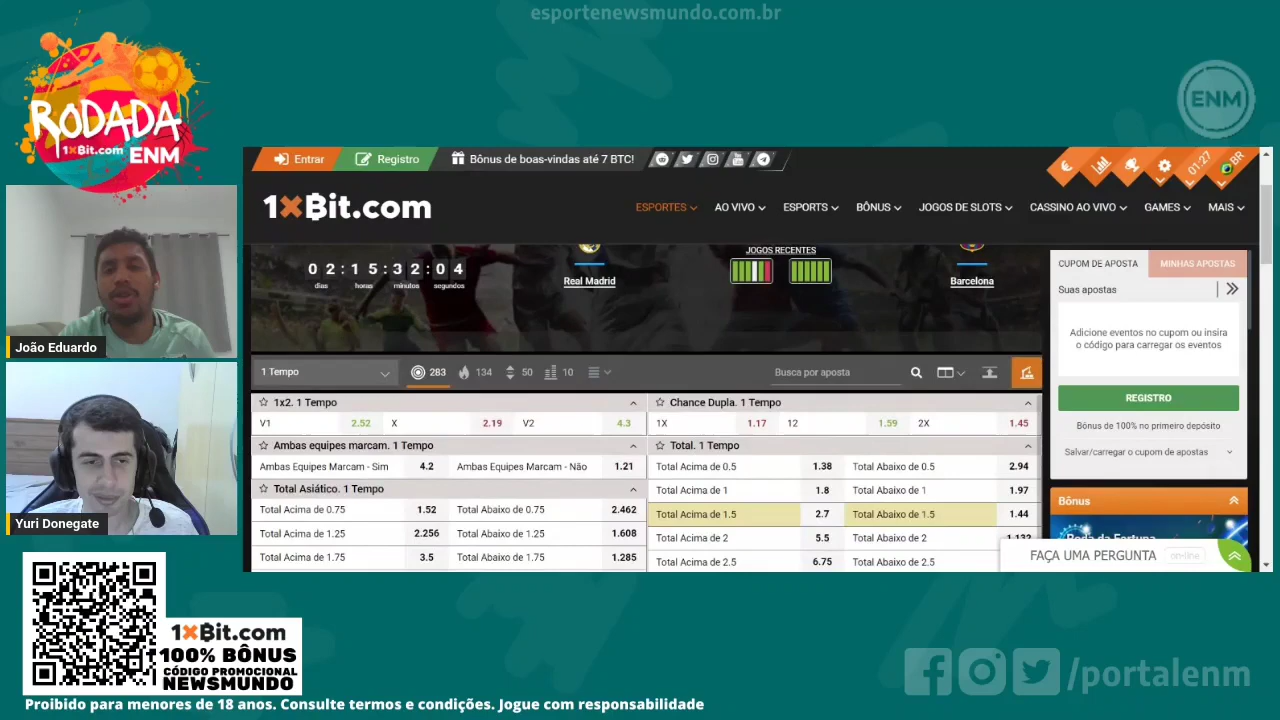 esportenewsmundo.com.br
RODADA
1xBit.com
ENM
ENM
Entrar
Registro
Bônus de boas-vindas até 7 BTC!
€
01:27
BR
1xBit.com
ESPORTES
AO VIVO
ESPORTS
BÔNUS
JOGOS DE SLOTS
CASSINO AO VIVO
GAMES
MAIS
02:15:32:04
dias
horas
minutos
segundos
Real Madrid
JOGOS RECENTES
Barcelona
CUPOM DE APOSTA
MINHAS APOSTAS
Suas apostas
Adicione eventos no cupom ou insira
o código para carregar os eventos
REGISTRO
Bônus de 100% no primeiro depósito
Salvar/carregar o cupom de apostas
Bônus
Roda da Fortuna
FAÇA UMA PERGUNTA
on-line
1 Tempo
283
134
50
10
Busca por aposta
1x2. 1 Tempo
V1 2.52 X 2.19 V2 4.3
Ambas equipes marcam. 1 Tempo
Ambas Equipes Marcam - Sim 4.2 Ambas Equipes Marcam - Não 1.21
Total Asiático. 1 Tempo
Total Acima de 0.75 1.52 Total Abaixo de 0.75 2.462
Total Acima de 1.25 2.256 Total Abaixo de 1.25 1.608
Total Acima de 1.75 3.5 Total Abaixo de 1.75 1.285
Chance Dupla. 1 Tempo
1X 1.17 12 1.59 2X 1.45
Total. 1 Tempo
Total Acima de 0.5 1.38 Total Abaixo de 0.5 2.94
Total Acima de 1 1.8 Total Abaixo de 1 1.97
Total Acima de 1.5 2.7 Total Abaixo de 1.5 1.44
Total Acima de 2 5.5 Total Abaixo de 2 1.132
Total Acima de 2.5 6.75 Total Abaixo de 2.5
João Eduardo
Yuri Donegate
1xBit.com
100% BÔNUS
CÓDIGO PROMOCIONAL
NEWSMUNDO
/portalenm
Proibido para menores de 18 anos. Consulte termos e condições. Jogue com responsabilidade